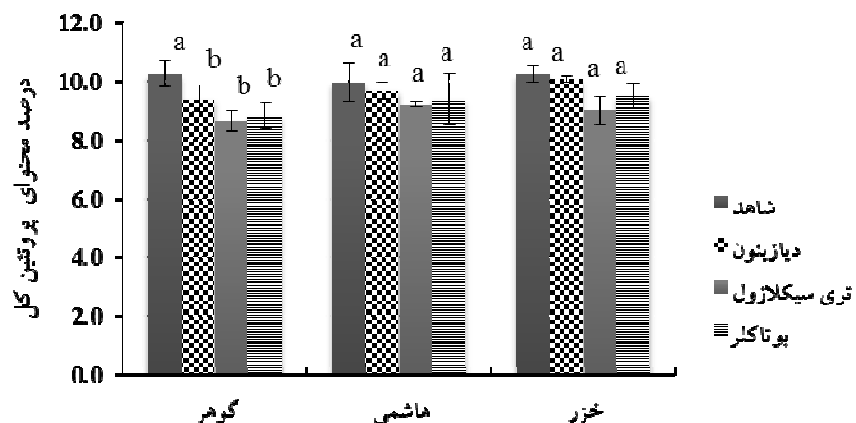 درصد محتوای پروتئین کل
12.0
10.0
8.0
6.0
4.0
2.0
0.0
a b b b
a a a a
a a a a
گوهر هاشمی خزر
شاهد
دیازینون
تری سیکلازول
بوتاکلر